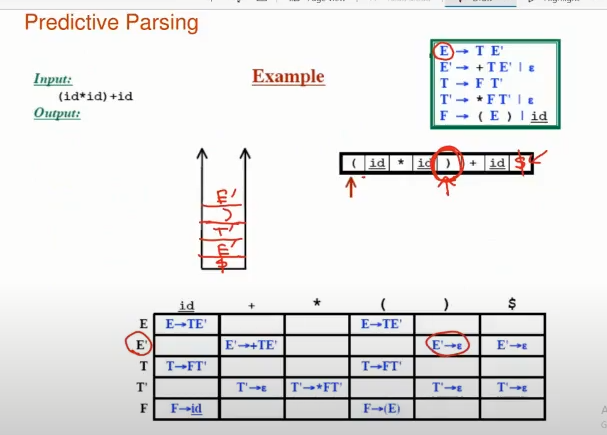 Predictive Parsing
Input:
(id*id)+id
Output:
Example
E → T E'
E' → + T E' | ε
T → F T'
T' → * F T' | ε
F → ( E ) | id
( id * id ) + id $
E'
)
T'
E'
$
id + * ( ) $
E E→TE' E→TE'
E' E'→+TE' E'→ε E'→ε
T T→FT' T→FT'
T' T'→ε T'→*FT' T'→ε T'→ε
F F→id F→(E)